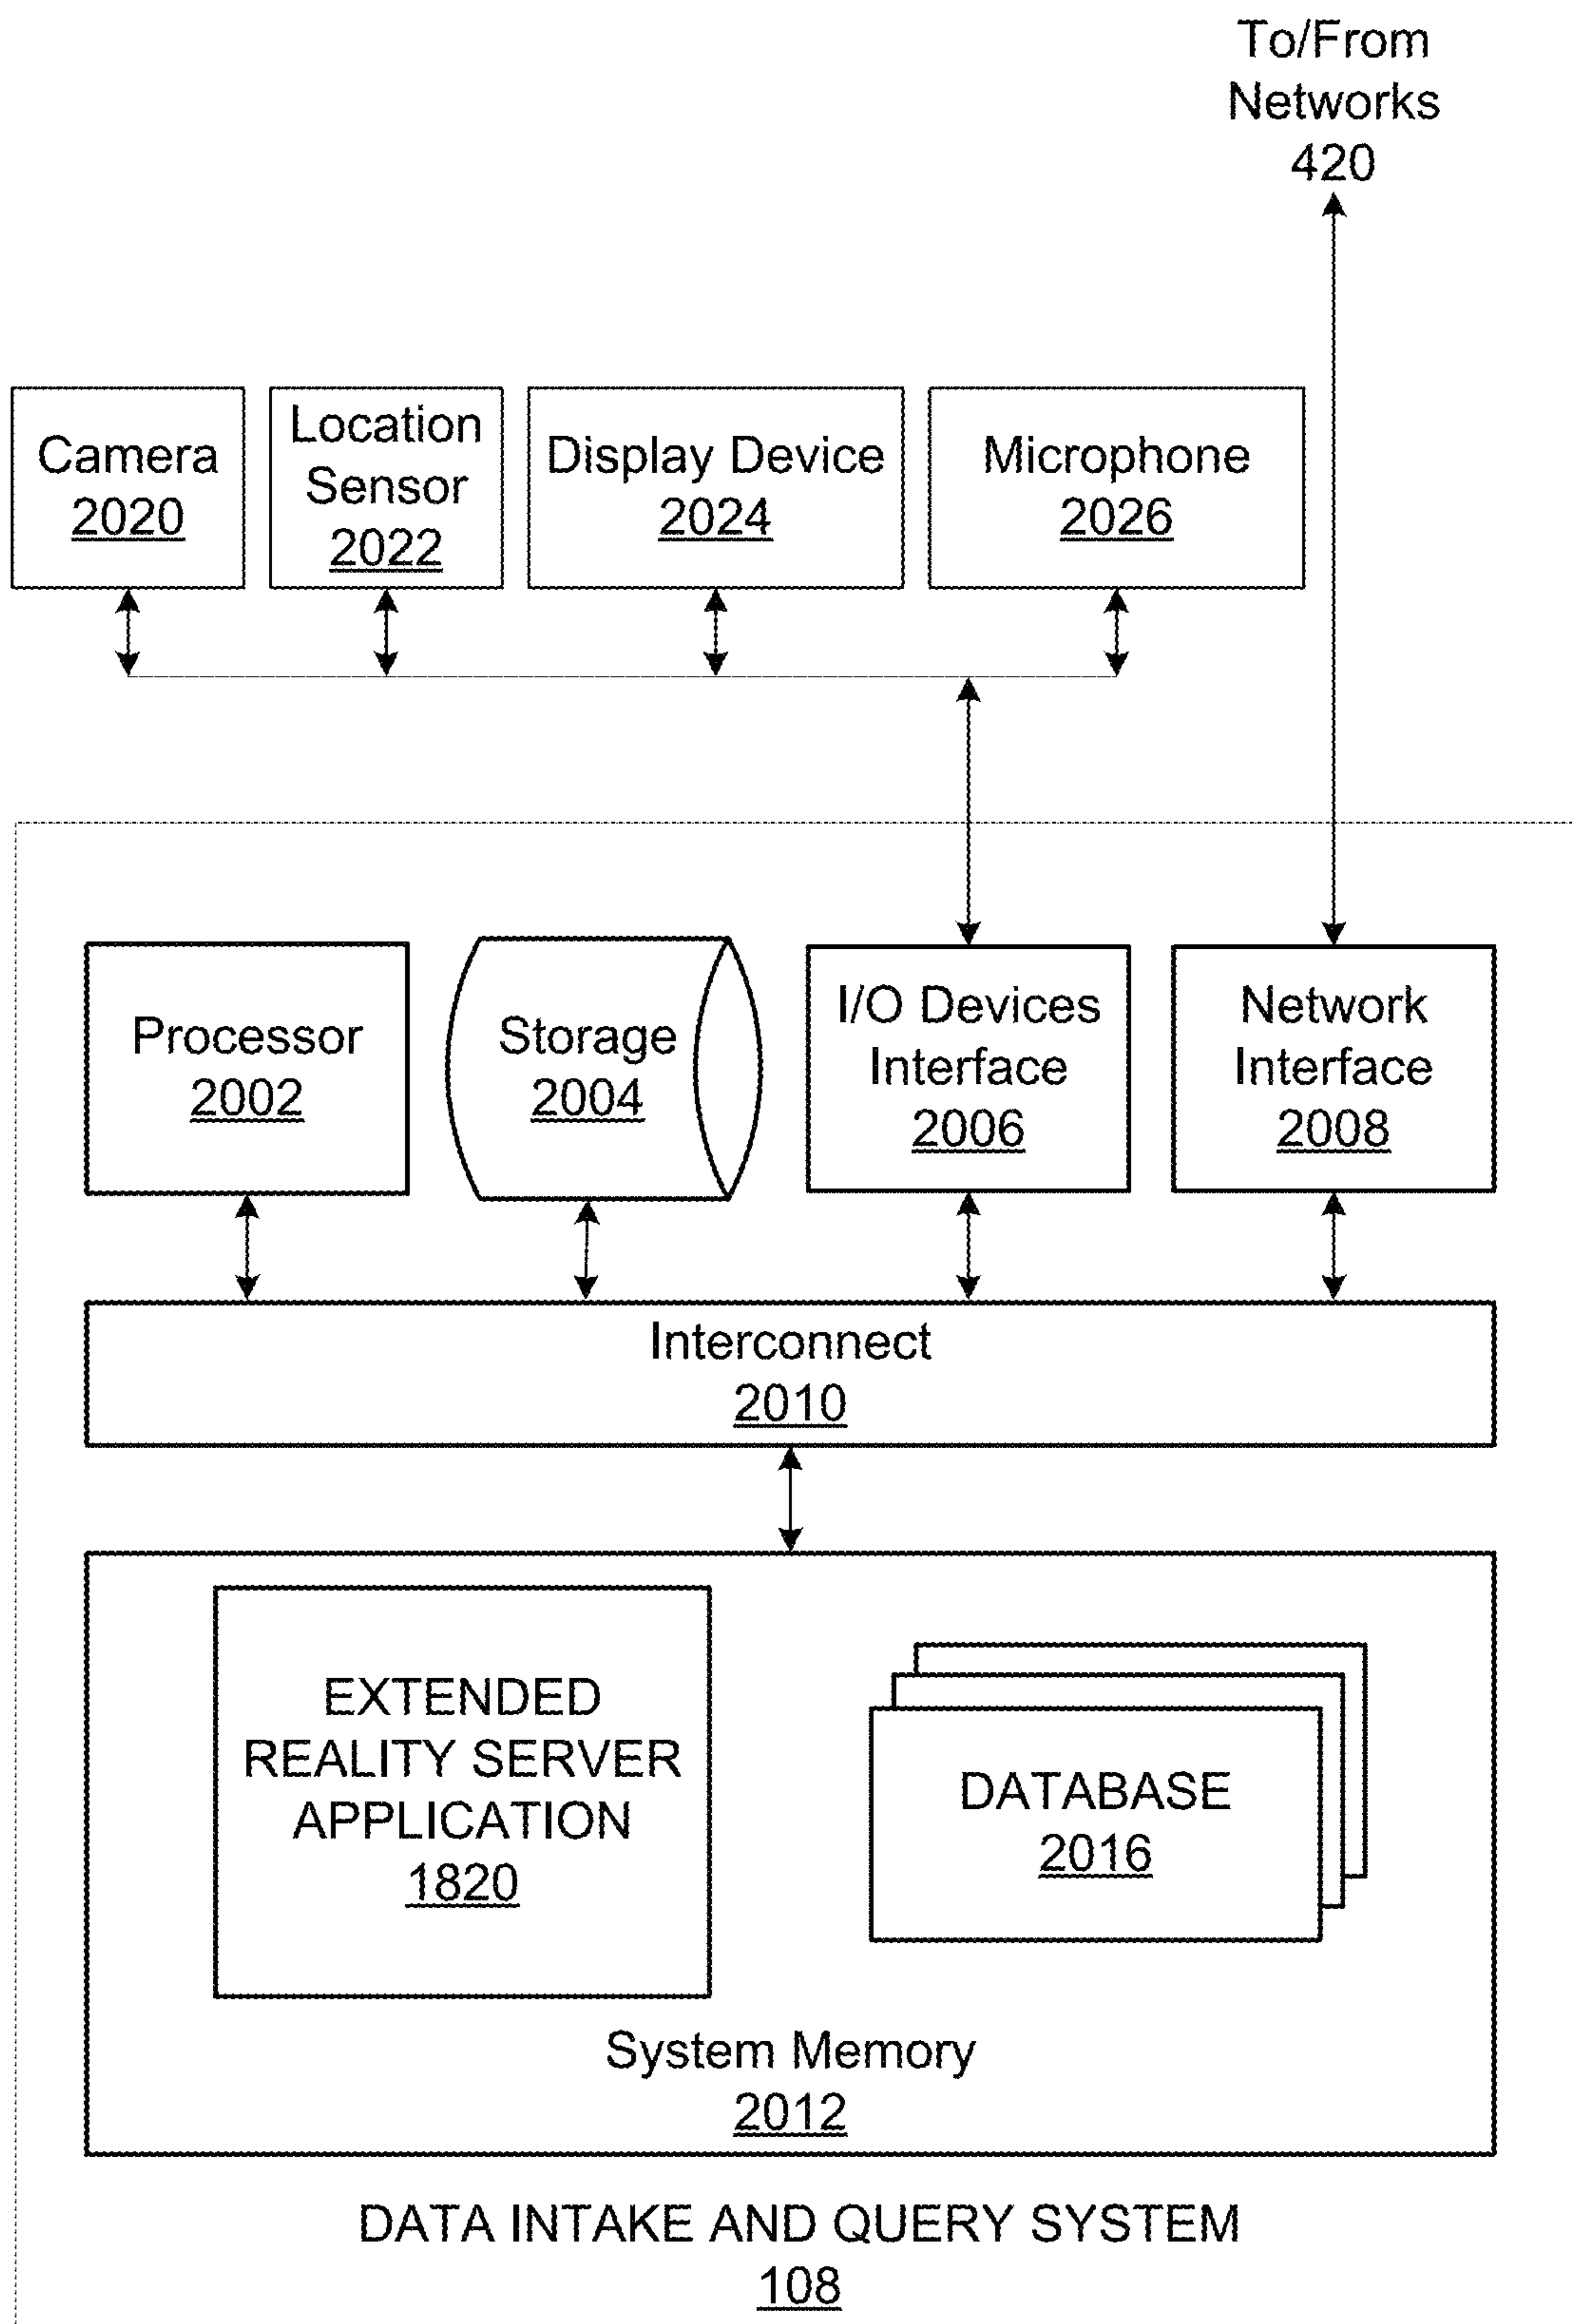 To/From
Networks
420
Camera
2020
Location
Sensor
2022
Display Device
2024
Microphone
2026
Processor
2002
Storage
2004
I/O Devices
Interface
2006
Network
Interface
2008
Interconnect
2010
EXTENDED
REALITY SERVER
APPLICATION
1820
DATABASE
2016
System Memory
2012
DATA INTAKE AND QUERY SYSTEM
108